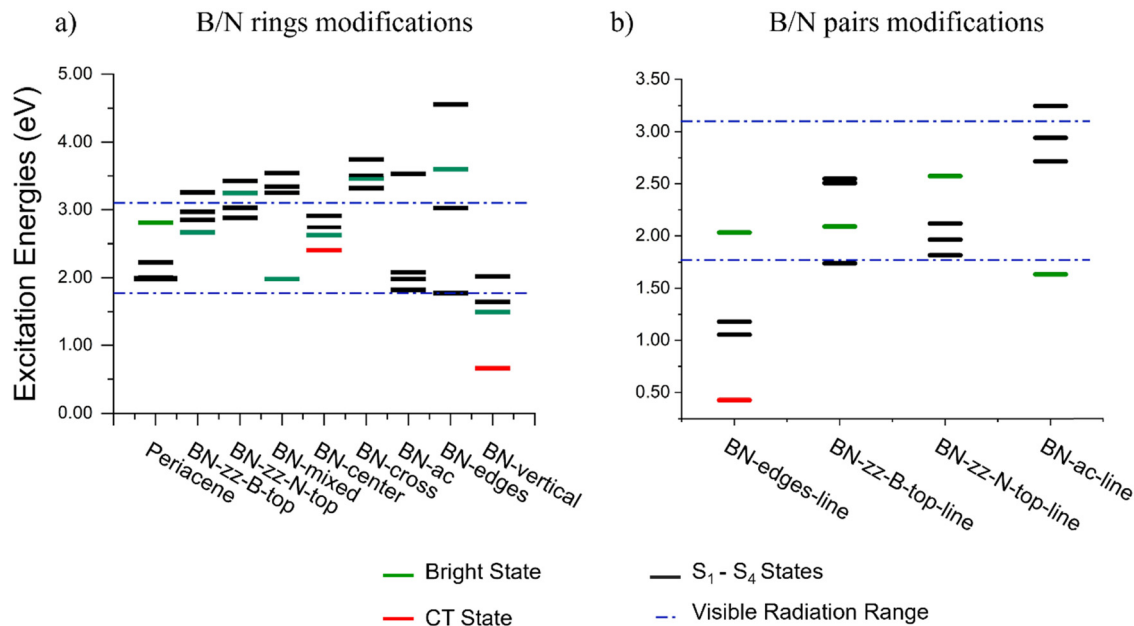 a) B/N rings modifications
b) B/N pairs modifications
Excitation Energies (eV)
5.00
4.00
3.00
2.00
1.00
0.00
Periacene
BN-zz-B-top
BN-zz-N-top
BN-mixed
BN-center
BN-cross
BN-ac
BN-edges
BN-vertical
3.50
3.00
2.50
2.00
1.50
1.00
0.50
BN-edges-line
BN-zz-B-top-line
BN-zz-N-top-line
BN-ac-line
Bright State
S₁ - S₄ States
CT State
Visible Radiation Range